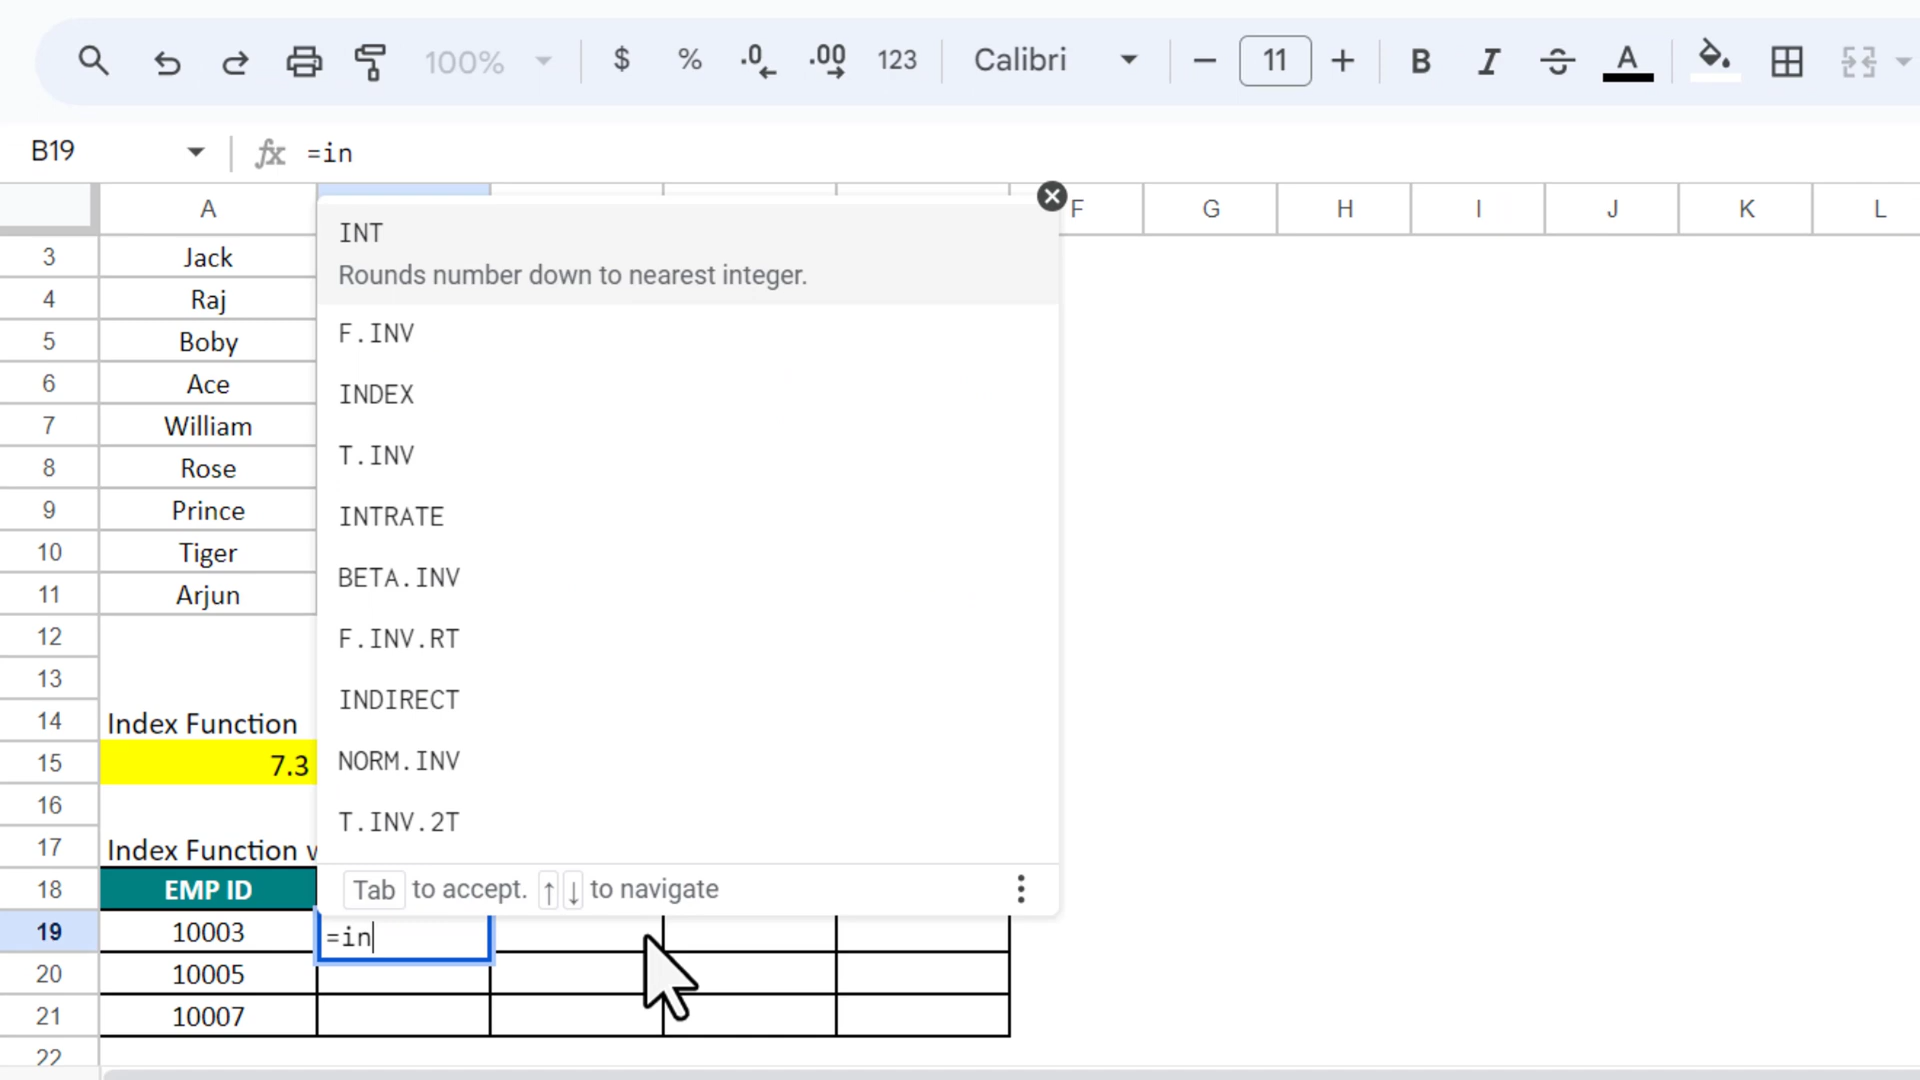 100% $ % .0 .00 123 Calibri 11 B I S A
B19 fx =in
A F G H I J K L
3 Jack
4 Raj
5 Boby
6 Ace
7 William
8 Rose
9 Prince
10 Tiger
11 Arjun
12
13
14 Index Function
15 7.3
16
17 Index Function
18 EMP ID
19 10003 =in
20 10005
21 10007
22
INT
Rounds number down to nearest integer.
F.INV
INDEX
T.INV
INTRATE
BETA.INV
F.INV.RT
INDIRECT
NORM.INV
T.INV.2T
Tab to accept. ↑ ↓ to navigate